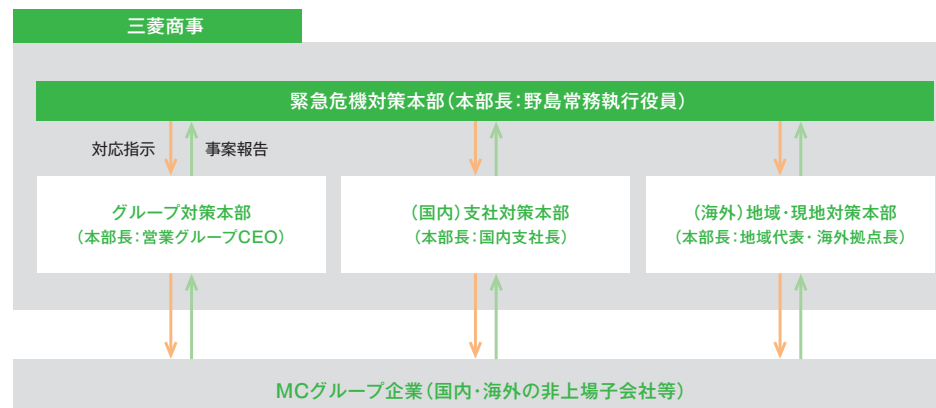 三菱商事
緊急危機対策本部（本部長：野島常務執行役員）
対応指示
事案報告
グループ対策本部
（本部長：営業グループCEO）
（国内）支社対策本部
（本部長：国内支社長）
（海外）地域・現地対策本部
（本部長：地域代表・海外拠点長）
MCグループ企業（国内・海外の非上場子会社等）